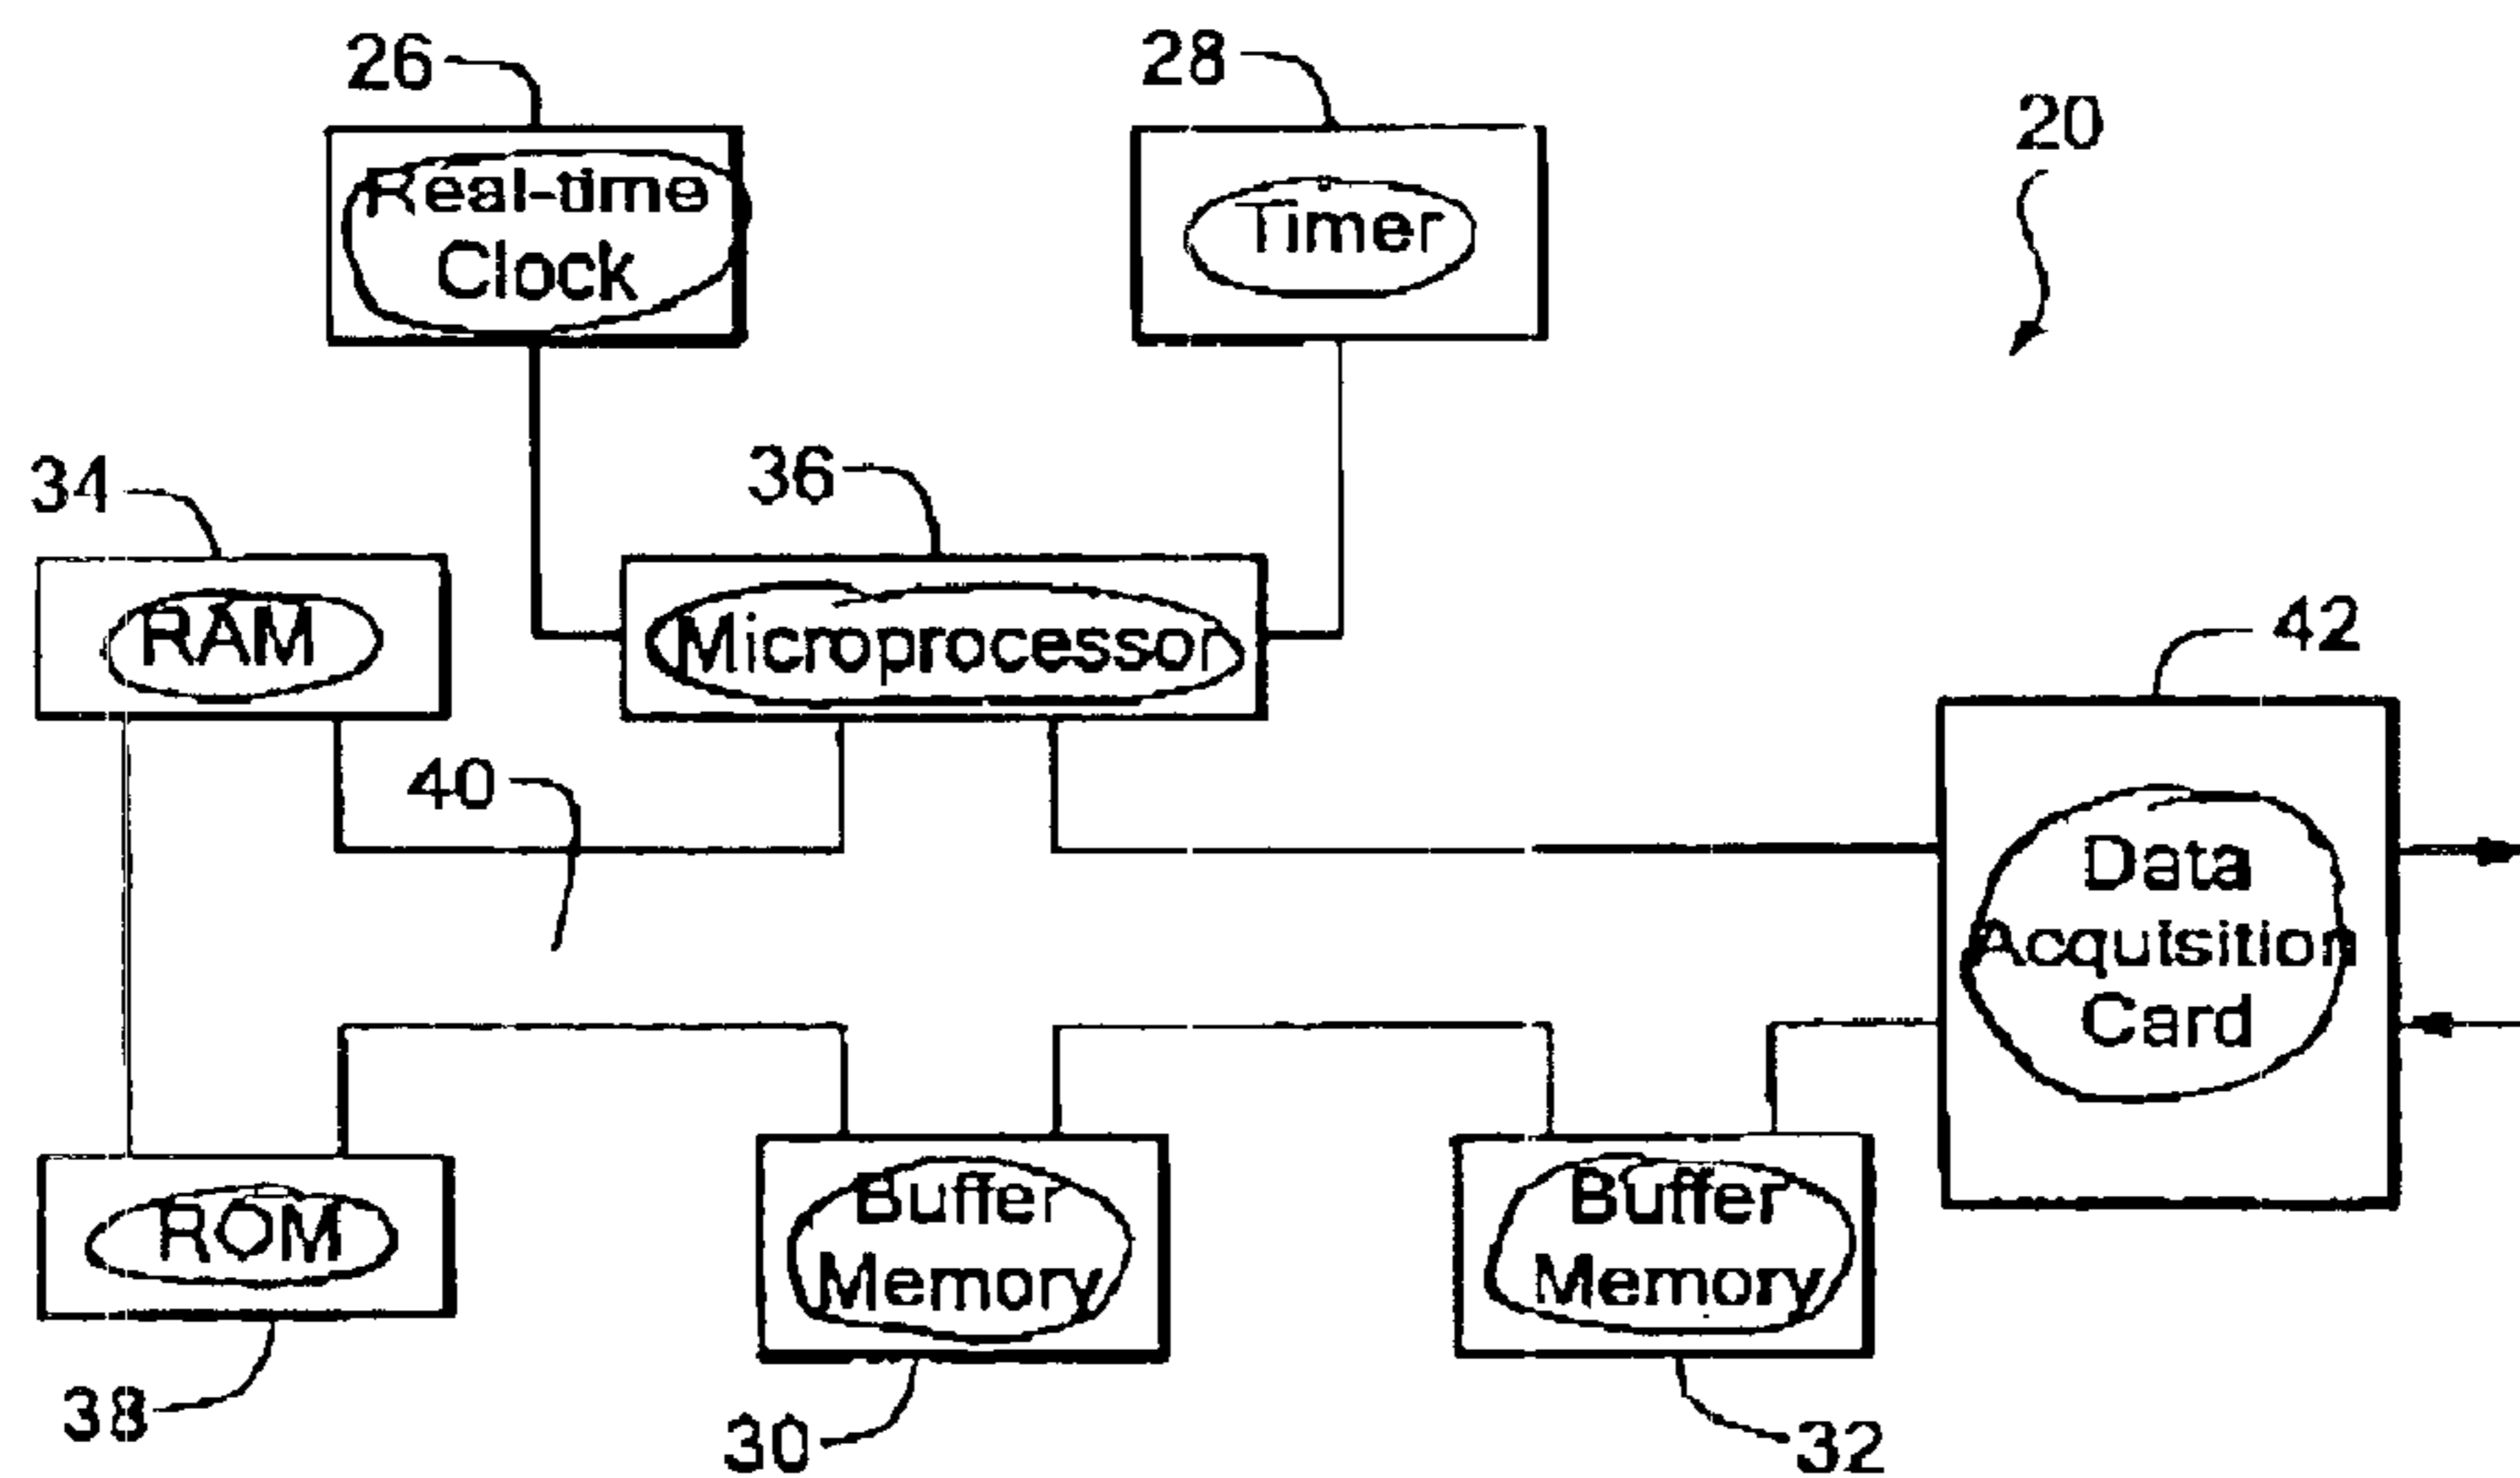 26
28
20
Real-time
Clock
Timer
34
36
RAM
Microprocessor
42
40
Data
Acquisition
Card
ROM
Buffer
Memory
Buffer
Memory
38
30
32